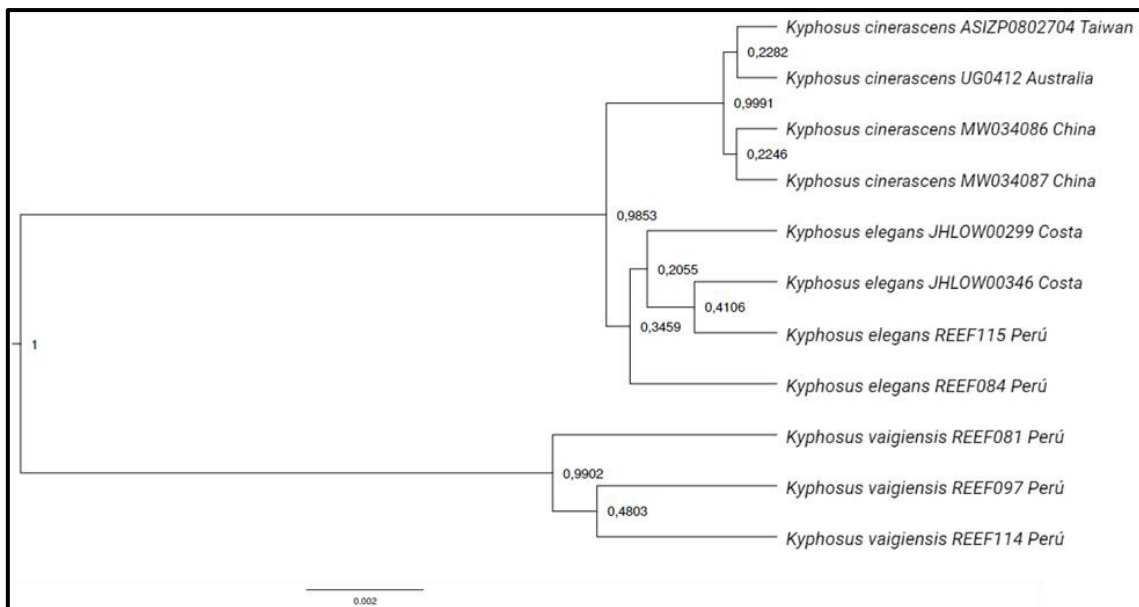 Kyphosus cinerascens ASIZP0802704 Taiwan
0,2282
Kyphosus cinerascens UG0412 Australia
0,9991
Kyphosus cinerascens MW034086 China
0,2246
Kyphosus cinerascens MW034087 China
0,9853
Kyphosus elegans JHLOW00299 Costa
0,2055
Kyphosus elegans JHLOW00346 Costa
0,4106
0,3459
Kyphosus elegans REEF115 Perú
1
Kyphosus elegans REEF084 Perú
Kyphosus vaigiensis REEF081 Perú
0,9902
Kyphosus vaigiensis REEF097 Perú
0,4803
Kyphosus vaigiensis REEF114 Perú
0.002